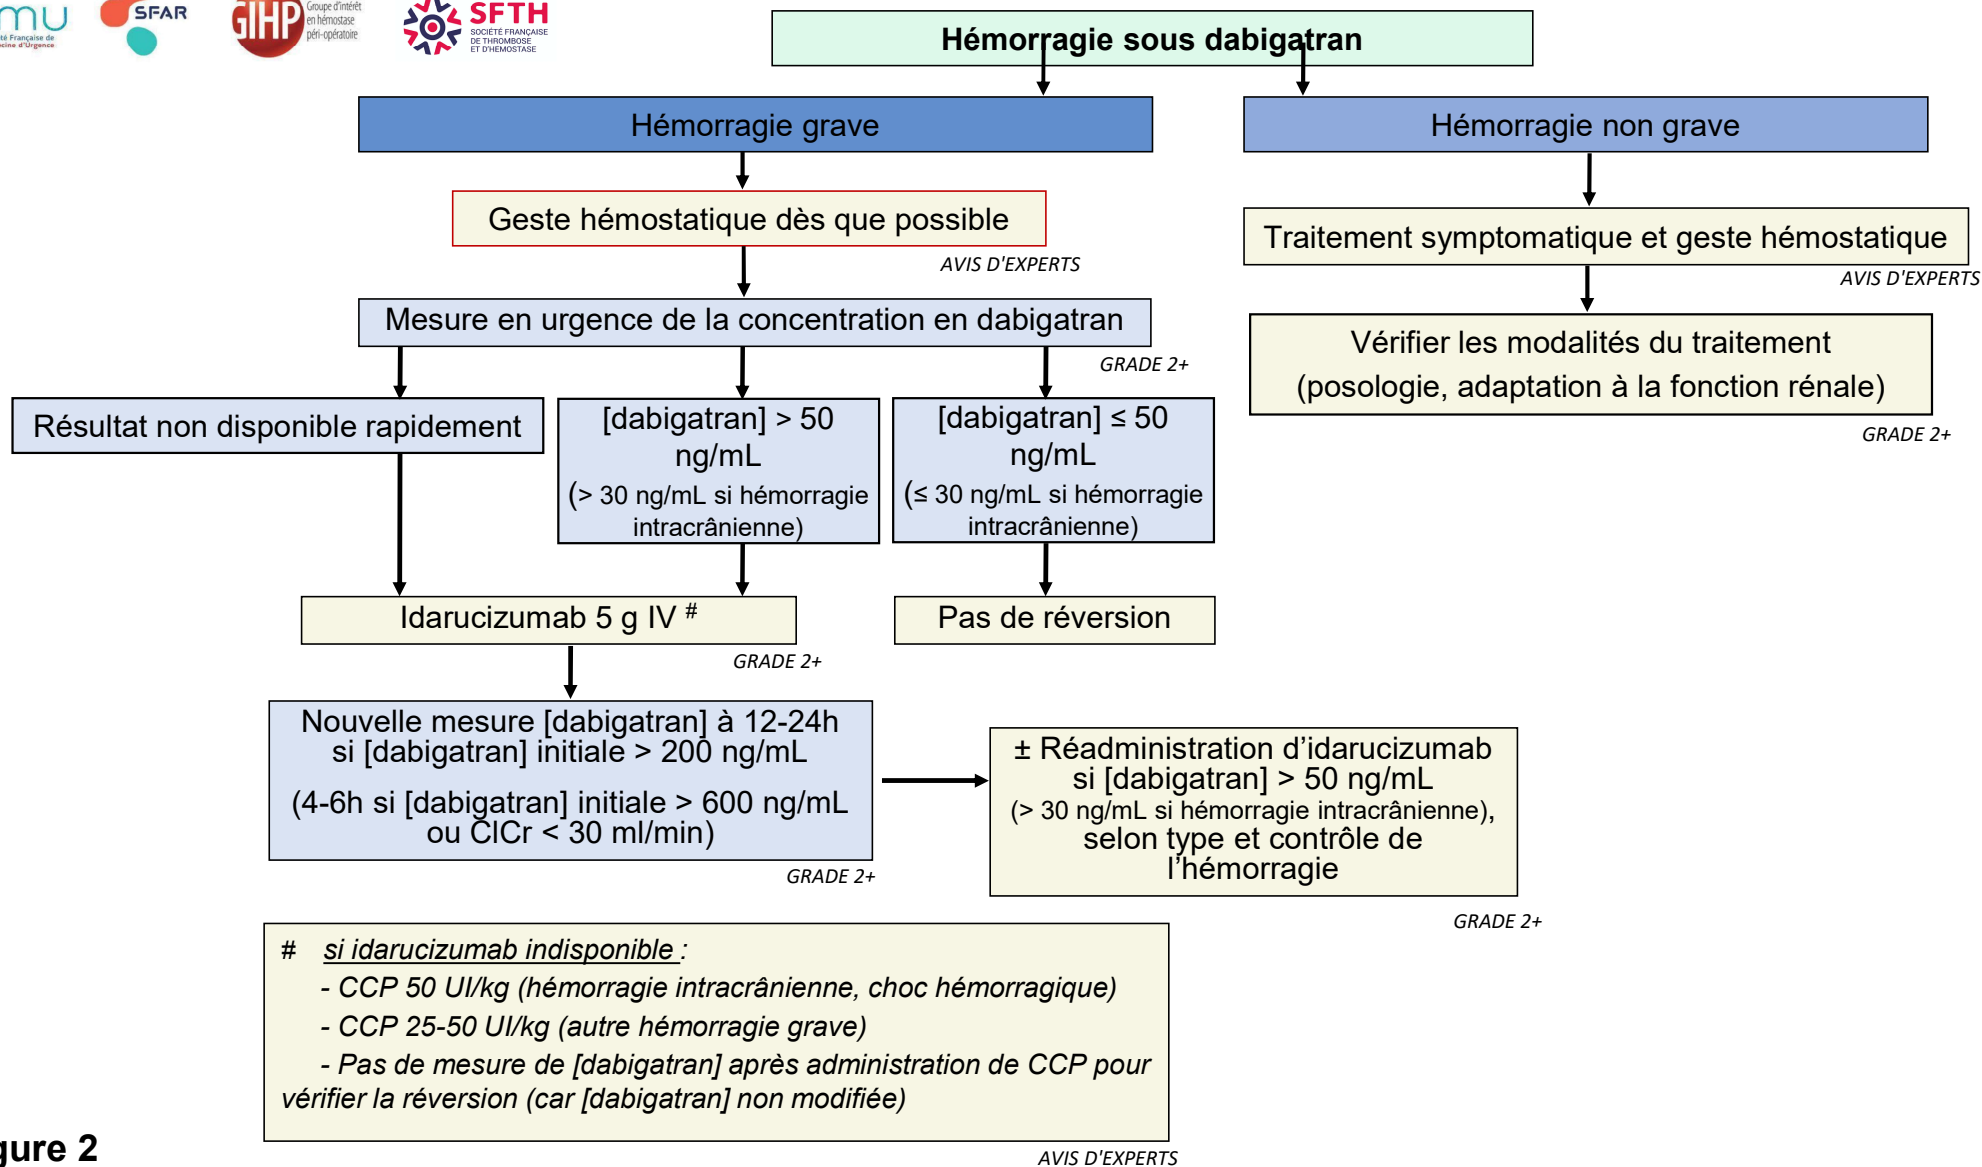 SFAR
GIHP
Groupe d'intérêt
en hémostase
péri-opératoire
SFTH
SOCIÉTÉ FRANÇAISE
DE THROMBOSE
ET D'HEMOSTASE
Hémorragie sous dabigatran
Hémorragie grave
Hémorragie non grave
Geste hémostatique dès que possible
AVIS D'EXPERTS
Traitement symptomatique et geste hémostatique
AVIS D'EXPERTS
Mesure en urgence de la concentration en dabigatran
GRADE 2+
Vérifier les modalités du traitement
(posologie, adaptation à la fonction rénale)
GRADE 2+
Résultat non disponible rapidement
[dabigatran] > 50
ng/mL
(> 30 ng/mL si hémorragie
intracrânienne)
[dabigatran] ≤ 50
ng/mL
(≤ 30 ng/mL si hémorragie
intracrânienne)
Idarucizumab 5 g IV #
GRADE 2+
Pas de réversion
Nouvelle mesure [dabigatran] à 12-24h
si [dabigatran] initiale > 200 ng/mL
(4-6h si [dabigatran] initiale > 600 ng/mL
ou ClCr < 30 ml/min)
GRADE 2+
± Réadministration d’idarucizumab
si [dabigatran] > 50 ng/mL
(> 30 ng/mL si hémorragie intracrânienne),
selon type et contrôle de
l’hémorragie
GRADE 2+
# si idarucizumab indisponible :
- CCP 50 UI/kg (hémorragie intracrânienne, choc hémorragique)
- CCP 25-50 UI/kg (autre hémorragie grave)
- Pas de mesure de [dabigatran] après administration de CCP pour
vérifier la réversion (car [dabigatran] non modifiée)
AVIS D'EXPERTS
gure 2